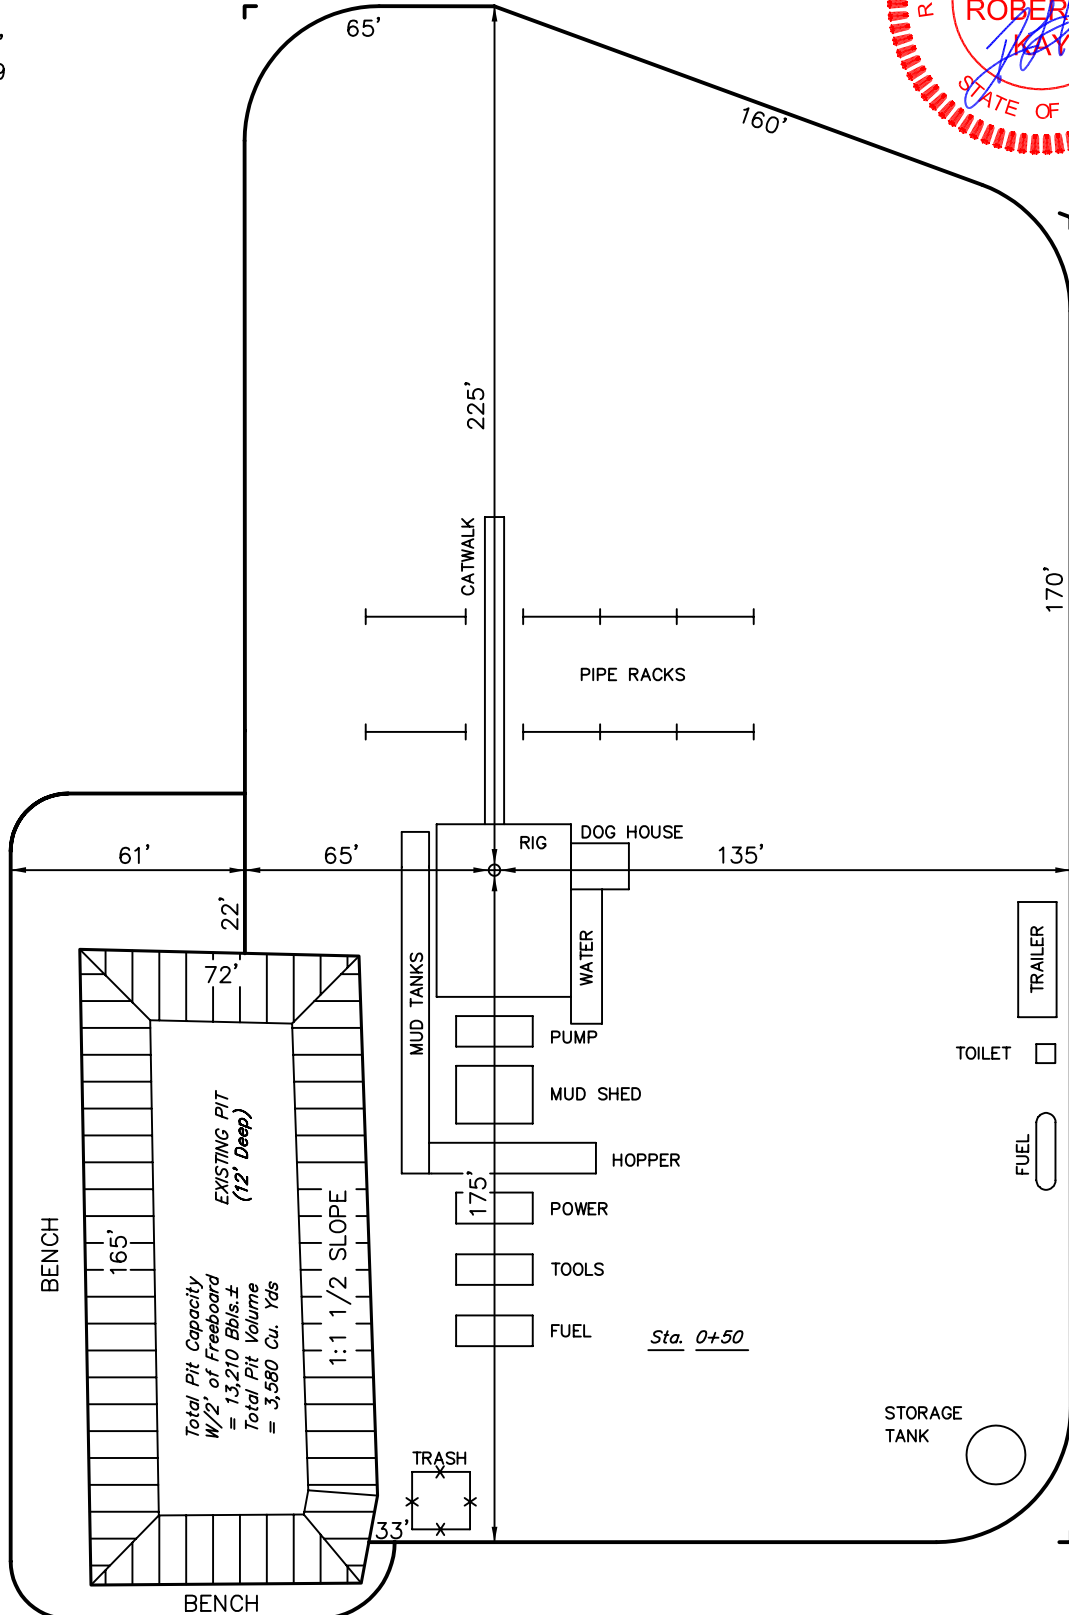 65'
160'
ROBER
KAY
STATE OF
225'
CATWALK
170'
PIPE RACKS
RIG
DOG HOUSE
61'
65'
135'
22'
72'
MUD TANKS
WATER
TRAILER
PUMP
TOILET
MUD SHED
EXISTING PIT
(12' Deep)
FUEL
HOPPER
175'
POWER
BENCH
165'
1:1 1/2 SLOPE
TOOLS
Total Pit Capacity
W/2' of Freeboard
= 13,210 Bbls.±
Total Pit Volume
= 3,580 Cu. Yds
FUEL
Sta. 0+50
STORAGE
TANK
TRASH
33'
BENCH